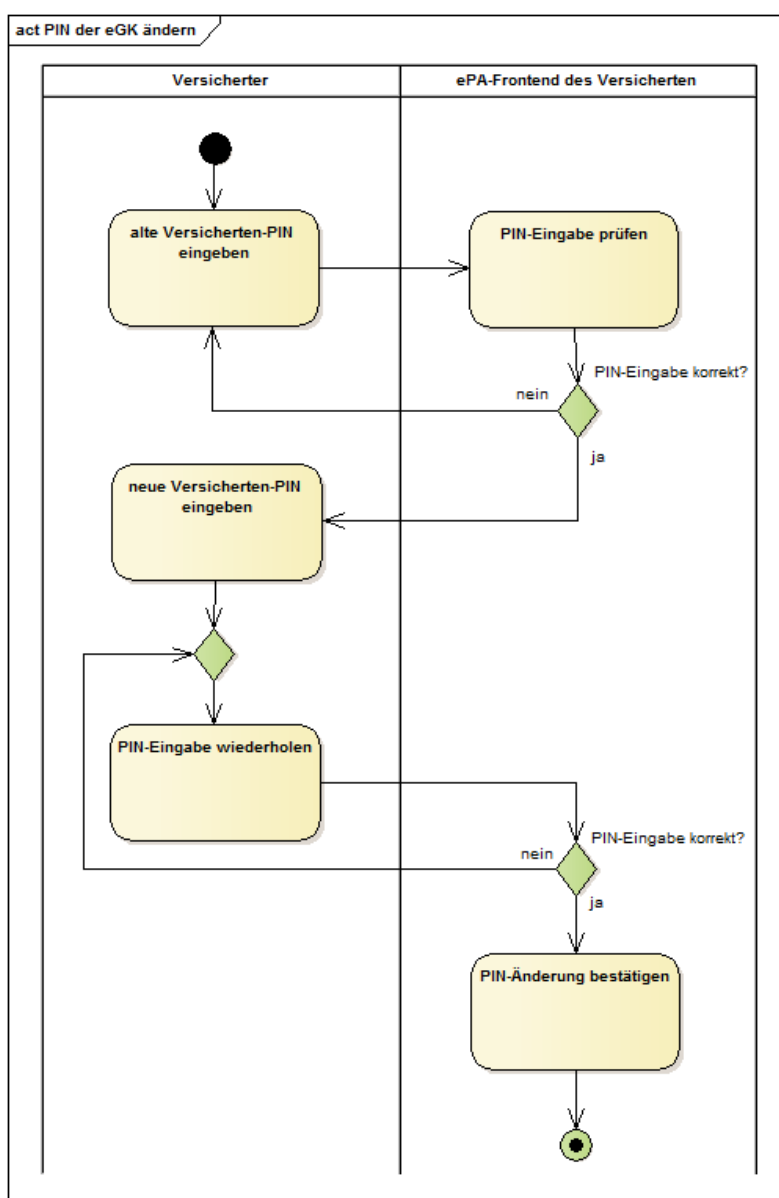 act PIN der eGK ändern
Versicherter
ePA-Frontend des Versicherten
alte Versicherten-PIN
eingeben
PIN-Eingabe prüfen
PIN-Eingabe korrekt?
nein
ja
neue Versicherten-PIN
eingeben
PIN-Eingabe wiederholen
PIN-Eingabe korrekt?
nein
ja
PIN-Änderung bestätigen